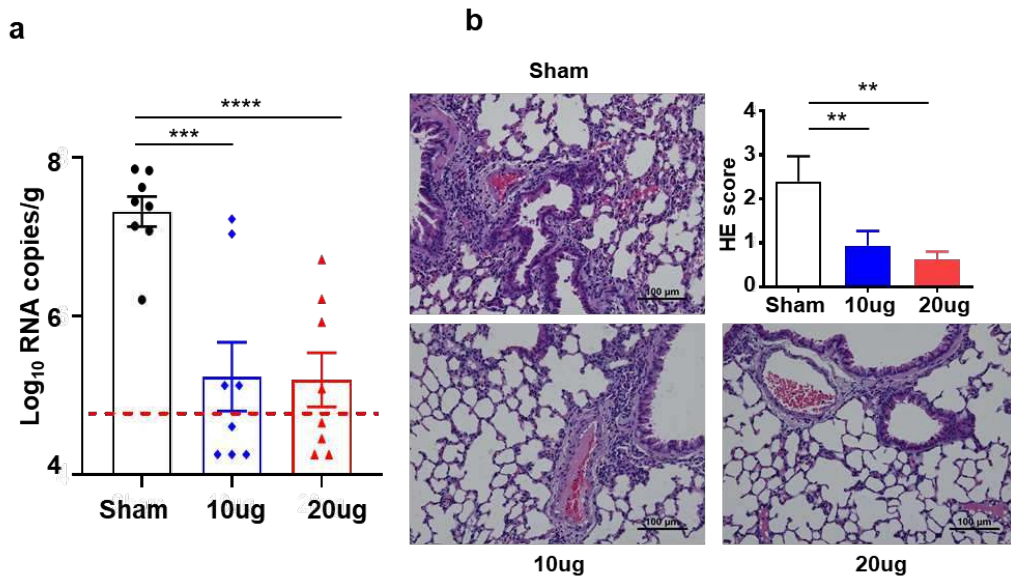 a
b
Log₁₀ RNA copies/g
8
6
4
****
***
Sham
10ug
20ug
Sham
100 µm
HE score
4
3
2
1
0
**
**
Sham
10ug
20ug
100 µm
100 µm
10ug
20ug